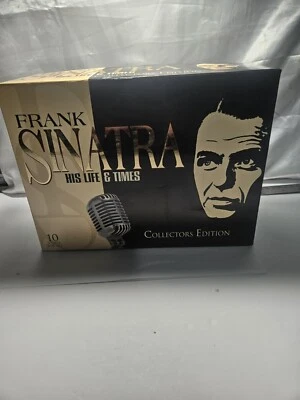 FRANK
SINATRA
HIS LIFE & TIMES
10
COLLECTORS EDITION